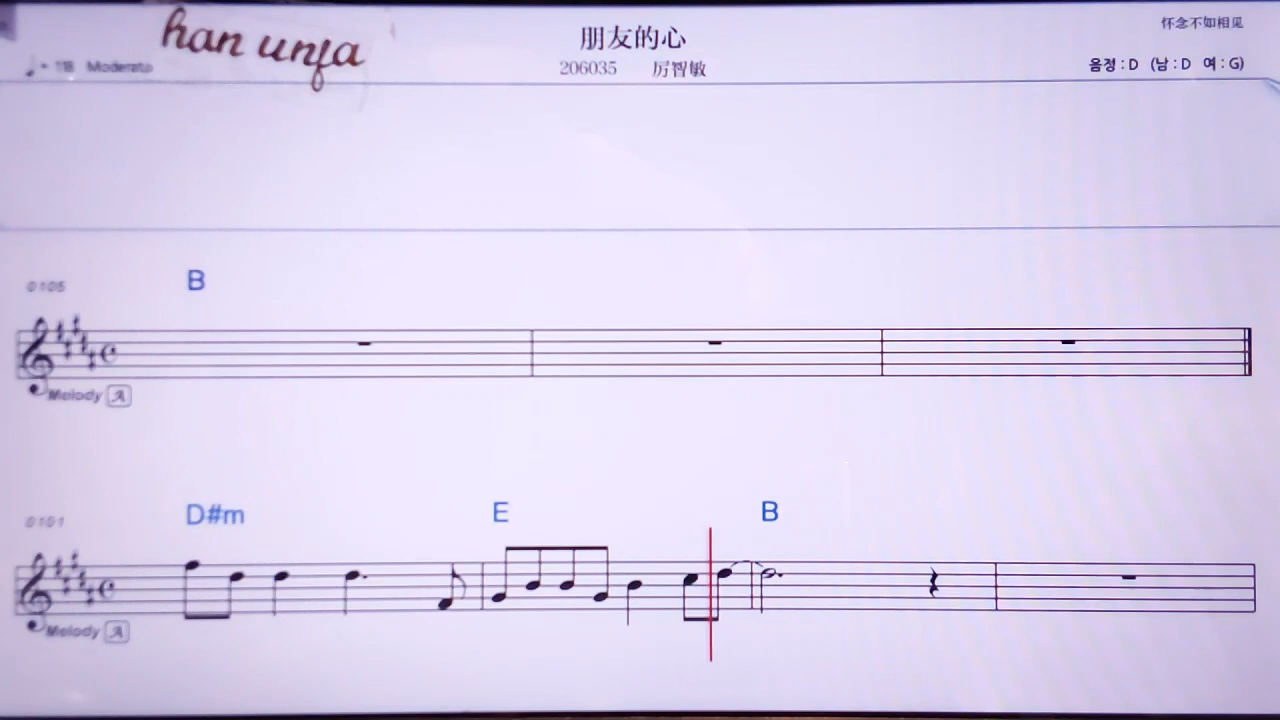 han unfa
朋友的心
怀念不如相见
♩= 118 Moderato
206035 厉智敏
음정 : D (남 : D 여 : G)
0105
B
Melody A
0101
D#m E B
Melody A